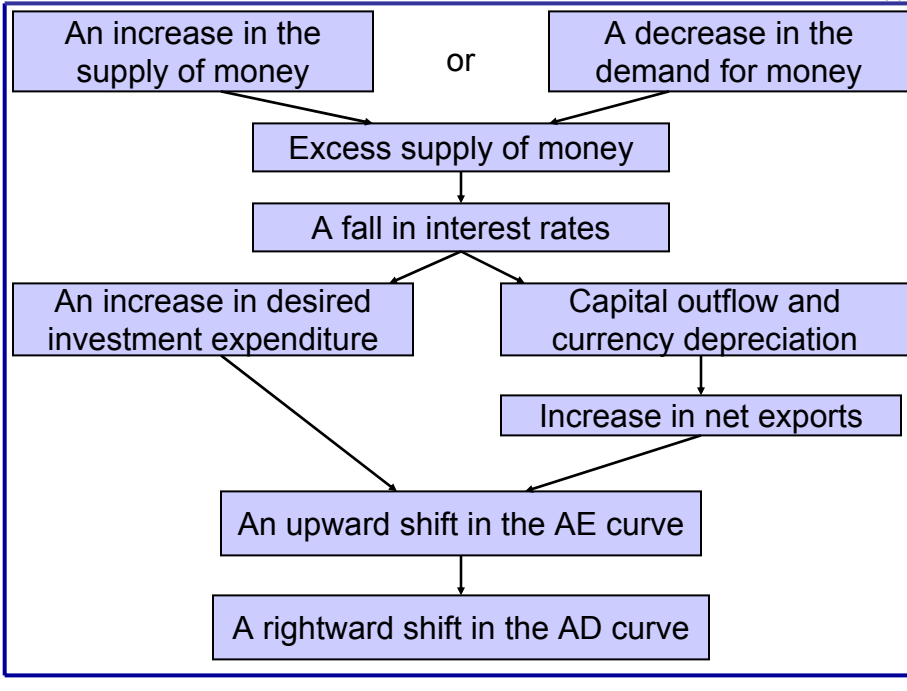 An increase in the
supply of money
or
A decrease in the
demand for money
Excess supply of money
A fall in interest rates
An increase in desired
investment expenditure
Capital outflow and
currency depreciation
Increase in net exports
An upward shift in the AE curve
A rightward shift in the AD curve